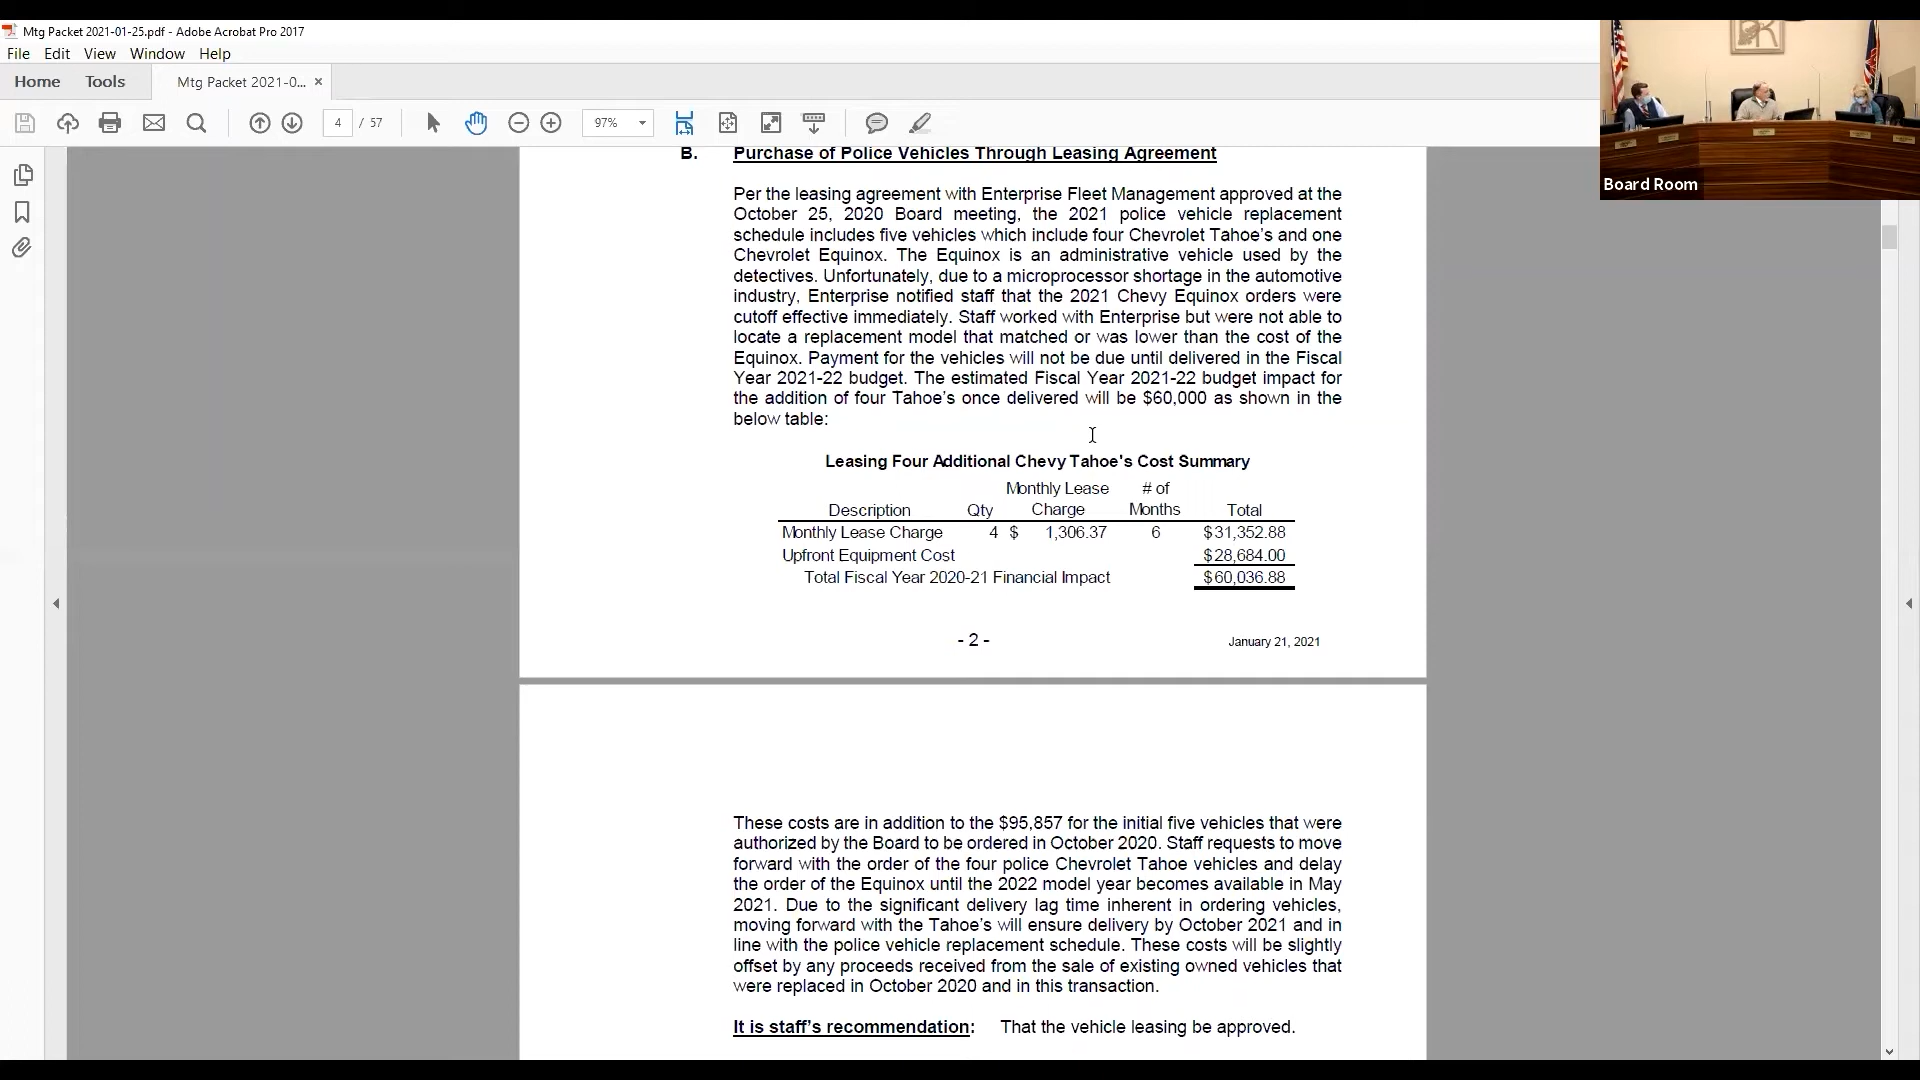 Mtg Packet 2021-01-25.pdf - Adobe Acrobat Pro 2017
File Edit View Window Help
Home Tools Mtg Packet 2021-0... ×
4 / 57 97%
Board Room
B. Purchase of Police Vehicles Through Leasing Agreement
Per the leasing agreement with Enterprise Fleet Management approved at the
October 25, 2020 Board meeting, the 2021 police vehicle replacement
schedule includes five vehicles which include four Chevrolet Tahoe's and one
Chevrolet Equinox. The Equinox is an administrative vehicle used by the
detectives. Unfortunately, due to a microprocessor shortage in the automotive
industry, Enterprise notified staff that the 2021 Chevy Equinox orders were
cutoff effective immediately. Staff worked with Enterprise but were not able to
locate a replacement model that matched or was lower than the cost of the
Equinox. Payment for the vehicles will not be due until delivered in the Fiscal
Year 2021-22 budget. The estimated Fiscal Year 2021-22 budget impact for
the addition of four Tahoe's once delivered will be $60,000 as shown in the
below table:
Leasing Four Additional Chevy Tahoe's Cost Summary
Monthly Lease # of
Description Qty Charge Months Total
Monthly Lease Charge 4 $ 1,306.37 6 $31,352.88
Upfront Equipment Cost $28,684.00
Total Fiscal Year 2020-21 Financial Impact $60,036.88
- 2 - January 21, 2021
These costs are in addition to the $95,857 for the initial five vehicles that were
authorized by the Board to be ordered in October 2020. Staff requests to move
forward with the order of the four police Chevrolet Tahoe vehicles and delay
the order of the Equinox until the 2022 model year becomes available in May
2021. Due to the significant delivery lag time inherent in ordering vehicles,
moving forward with the Tahoe's will ensure delivery by October 2021 and in
line with the police vehicle replacement schedule. These costs will be slightly
offset by any proceeds received from the sale of existing owned vehicles that
were replaced in October 2020 and in this transaction.
It is staff's recommendation: That the vehicle leasing be approved.